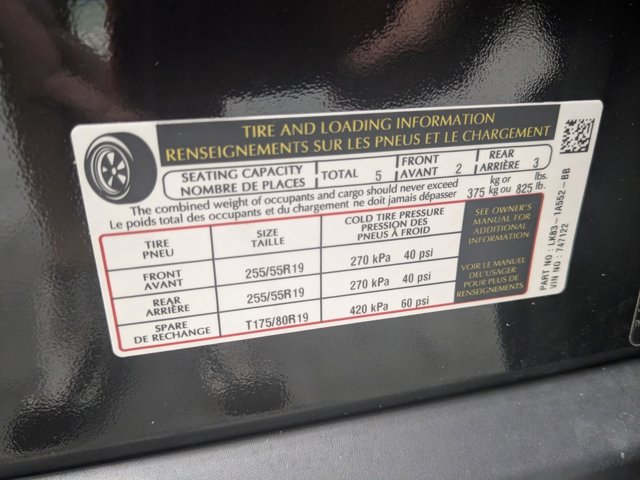 TIRE AND LOADING INFORMATION
RENSEIGNEMENTS SUR LES PNEUS ET LE CHARGEMENT
SEATING CAPACITY
NOMBRE DE PLACES
TOTAL 5
FRONT
AVANT 2
REAR
ARRIÈRE 3
The combined weight of occupants and cargo should never exceed
Le poids total des occupants et du chargement ne doit jamais dépasser
375 kg or
kg ou 825 lbs.
lb.
TIRE
PNEU
SIZE
TAILLE
COLD TIRE PRESSURE
PRESSION DES
PNEUS À FROID
FRONT
AVANT
255/55R19
270 kPa 40 psi
REAR
ARRIÈRE
255/55R19
270 kPa 40 psi
SPARE
DE RECHANGE
T175/80R19
420 kPa 60 psi
SEE OWNER'S
MANUAL FOR
ADDITIONAL
INFORMATION
VOIR LE MANUEL
DE L'USAGER
POUR PLUS DE
RENSEIGNEMENTS
PART NO : LK83-1A552-BB
VIN NO : 747122